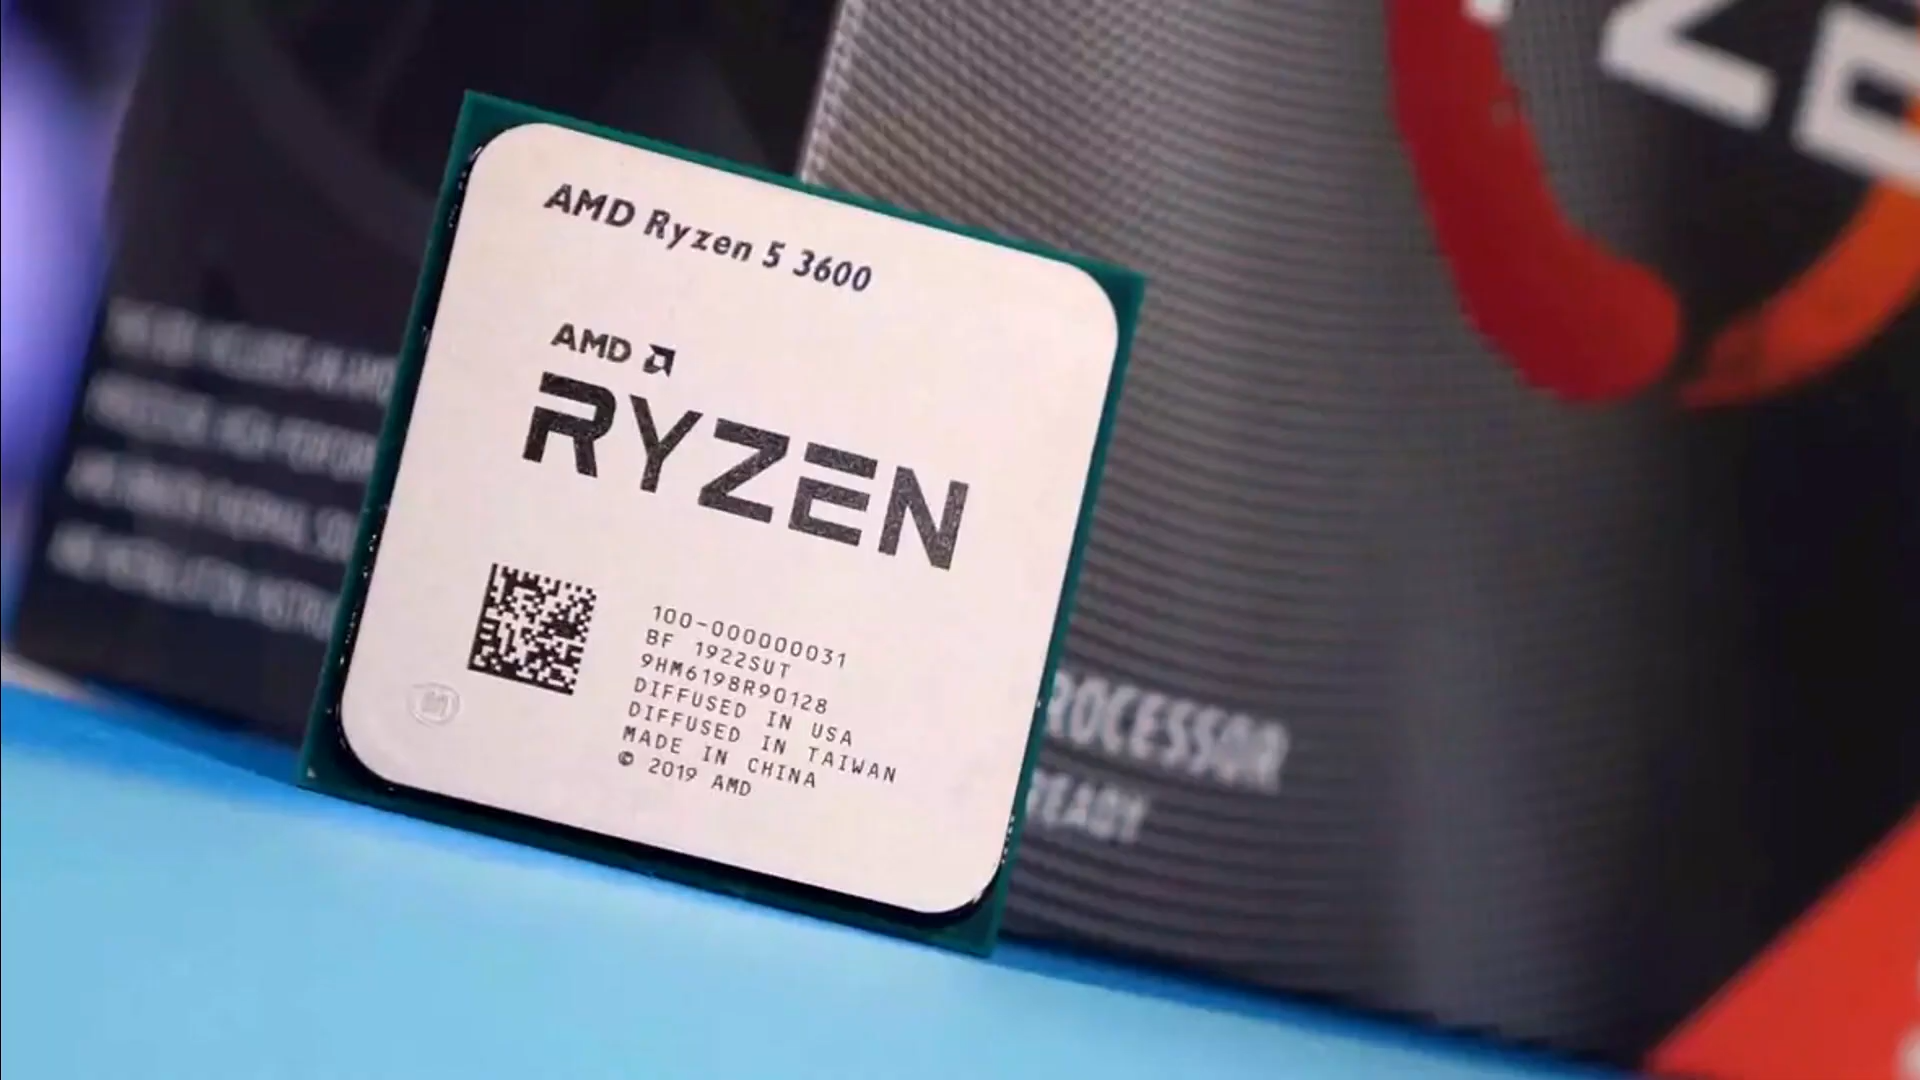 AMD Ryzen 5 3600
AMD
RYZEN
100-000000031
BF 1922SUT
9HM6198R90128
DIFFUSED IN USA
DIFFUSED IN TAIWAN
MADE IN CHINA
© 2019 AMD
ROCESSOR
READY